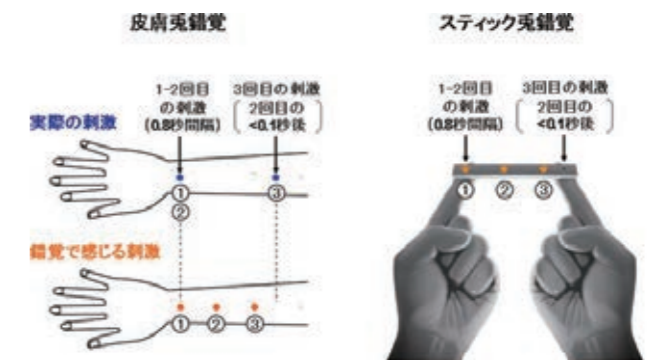 皮膚兎錯覚
スティック兎錯覚
1-2回目
の刺激
(0.8秒間隔)
3回目の刺激
2回目の
<0.1秒後
1-2回目
の刺激
(0.8秒間隔)
3回目の刺激
2回目の
<0.1秒後
実際の刺激
①
②
③
①
②
③
錯覚で感じる刺激
①
②
③